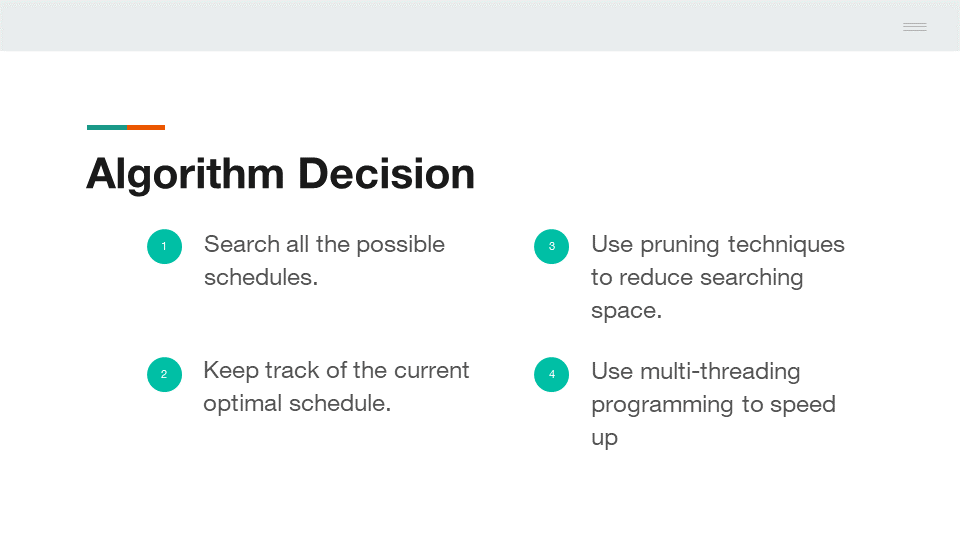 Algorithm Decision
1
Search all the possible
schedules.
2
Keep track of the current
optimal schedule.
3
Use pruning techniques
to reduce searching
space.
4
Use multi-threading
programming to speed
up